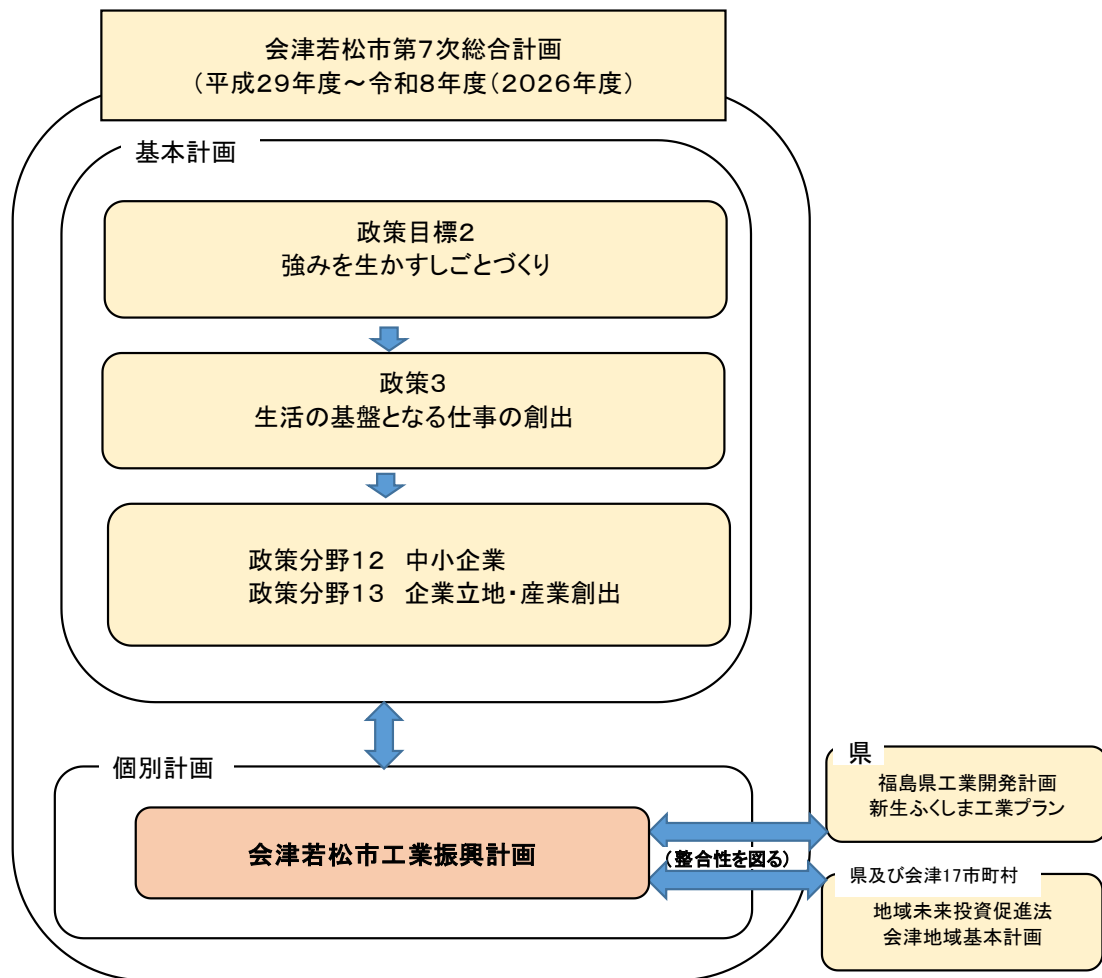 会津若松市第7次総合計画
(平成29年度～令和8年度(2026年度)
基本計画
政策目標2
強みを生かすしごとづくり
政策3
生活の基盤となる仕事の創出
政策分野12 中小企業
政策分野13 企業立地・産業創出
個別計画
会津若松市工業振興計画
(整合性を図る)
県
福島県工業開発計画
新生ふくしま工業プラン
県及び会津17市町村
地域未来投資促進法
会津地域基本計画